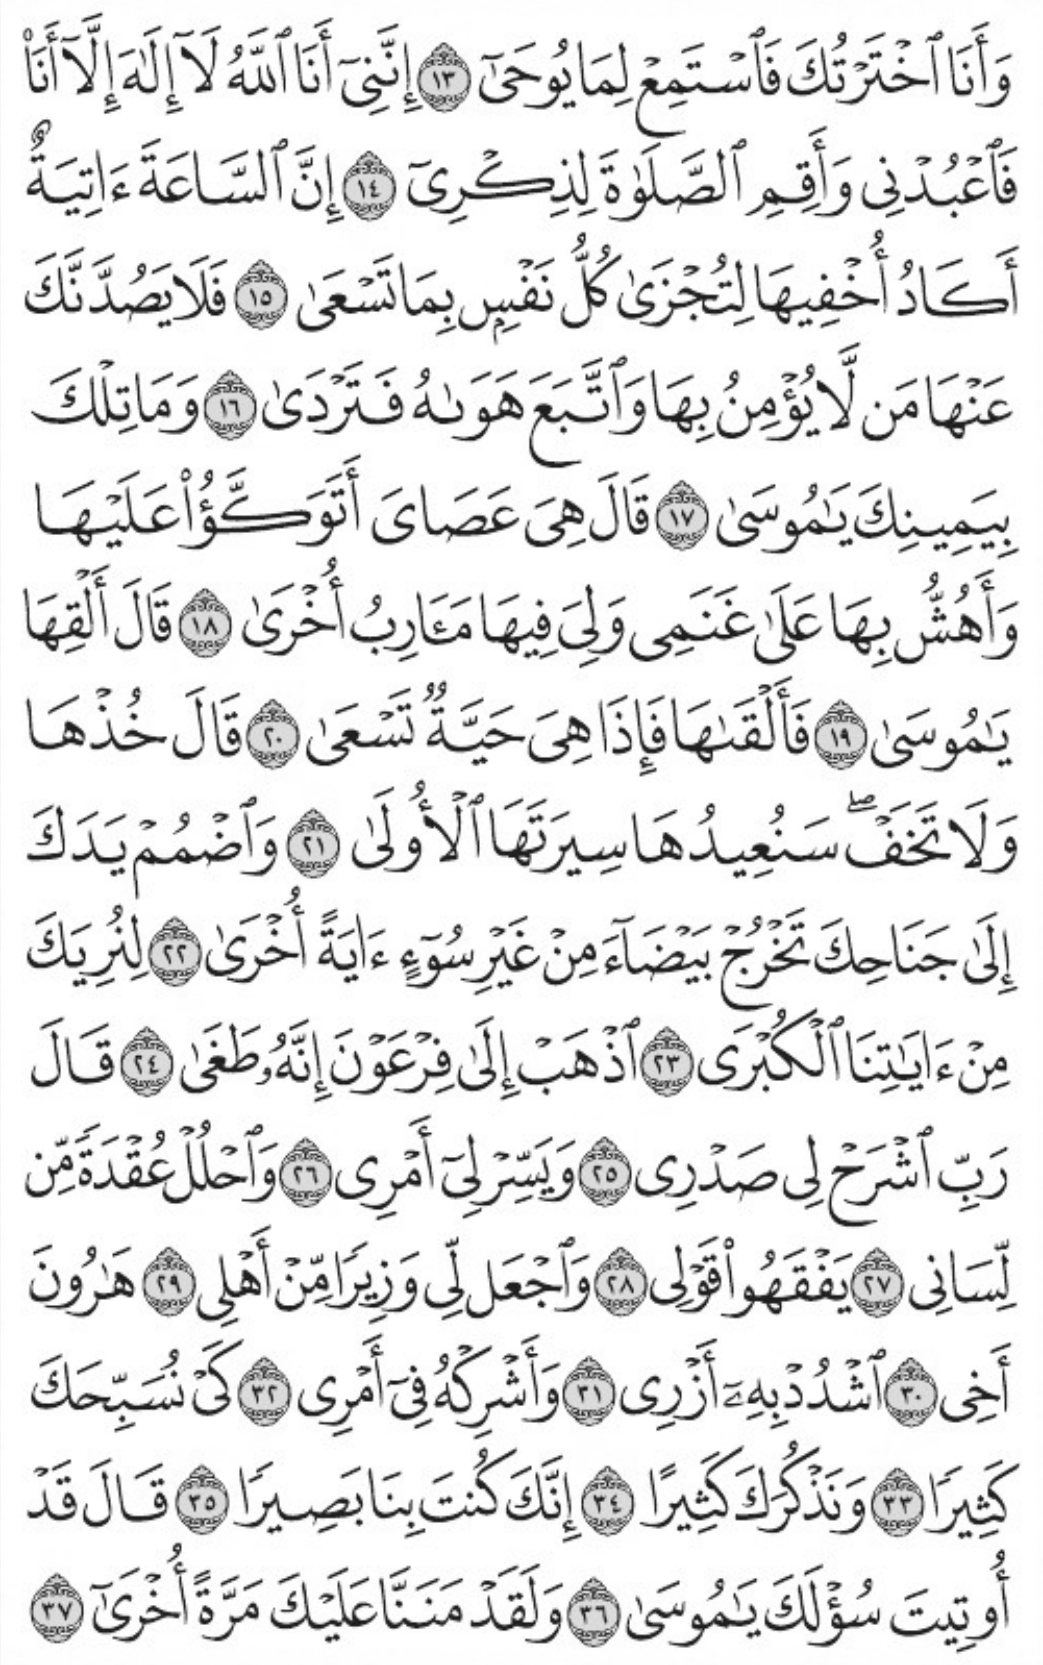 وَأَنَا ٱخْتَرْتُكَ فَٱسْتَمِعْ لِمَا يُوحَىٰٓ ١٣ إِنَّنِىٓ أَنَا ٱللَّهُ لَآ إِلَٰهَ إِلَّآ أَنَا۠
فَٱعْبُدْنِى وَأَقِمِ ٱلصَّلَوٰةَ لِذِكْرِىٓ ١٤ إِنَّ ٱلسَّاعَةَ ءَاتِيَةٌ
أَكَادُ أُخْفِيهَا لِتُجْزَىٰ كُلُّ نَفْسٍۭ بِمَا تَسْعَىٰ ١٥ فَلَا يَصُدَّنَّكَ
عَنْهَا مَن لَّا يُؤْمِنُ بِهَا وَٱتَّبَعَ هَوَىٰهُ فَتَرْدَىٰ ١٦ وَمَا تِلْكَ
بِيَمِينِكَ يَٰمُوسَىٰ ١٧ قَالَ هِىَ عَصَاىَ أَتَوَكَّؤُا۟ عَلَيْهَا
وَأَهُشُّ بِهَا عَلَىٰ غَنَمِى وَلِىَ فِيهَا مَـَٔارِبُ أُخْرَىٰ ١٨ قَالَ أَلْقِهَا
يَٰمُوسَىٰ ١٩ فَأَلْقَىٰهَا فَإِذَا هِىَ حَيَّةٌ تَسْعَىٰ ٢٠ قَالَ خُذْهَا
وَلَا تَخَفْ ۖ سَنُعِيدُهَا سِيرَتَهَا ٱلْأُولَىٰ ٢١ وَٱضْمُمْ يَدَكَ
إِلَىٰ جَنَاحِكَ تَخْرُجْ بَيْضَآءَ مِنْ غَيْرِ سُوٓءٍ ءَايَةً أُخْرَىٰ ٢٢ لِنُرِيَكَ
مِنْ ءَايَٰتِنَا ٱلْكُبْرَى ٢٣ ٱذْهَبْ إِلَىٰ فِرْعَوْنَ إِنَّهُۥ طَغَىٰ ٢٤ قَالَ
رَبِّ ٱشْرَحْ لِى صَدْرِى ٢٥ وَيَسِّرْ لِىٓ أَمْرِى ٢٦ وَٱحْلُلْ عُقْدَةً مِّن
لِّسَانِى ٢٧ يَفْقَهُوا۟ قَوْلِى ٢٨ وَٱجْعَل لِّى وَزِيرًا مِّنْ أَهْلِى ٢٩ هَٰرُونَ
أَخِى ٣٠ ٱشْدُدْ بِهِۦٓ أَزْرِى ٣١ وَأَشْرِكْهُ فِىٓ أَمْرِى ٣٢ كَىْ نُسَبِّحَكَ
كَثِيرًا ٣٣ وَنَذْكُرَكَ كَثِيرًا ٣٤ إِنَّكَ كُنتَ بِنَا بَصِيرًا ٣٥ قَالَ قَدْ
أُوتِيتَ سُؤْلَكَ يَٰمُوسَىٰ ٣٦ وَلَقَدْ مَنَنَّا عَلَيْكَ مَرَّةً أُخْرَىٰٓ ٣٧